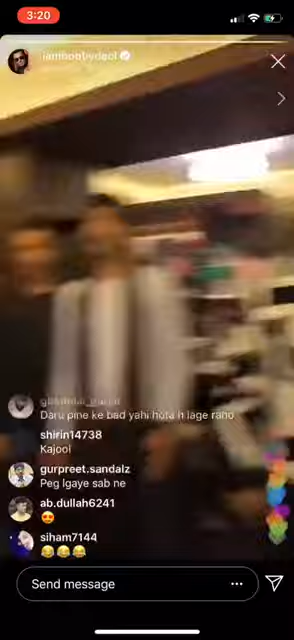 3:20
iambobbydeol
Daru pine ke bad yahi hota h lage raho
shirin14738
Kajool
gurpreet.sandalz
Peg lgaye sab ne
ab.dullah6241
😍
siham7144
😂😂😂
Send message